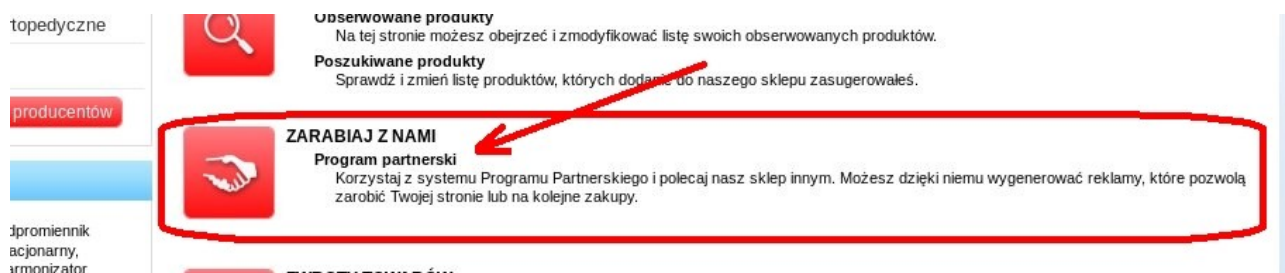 topedyczne
producentów
dpromiennik
acjonarny,
armonizator
Obserwowane produkty
Na tej stronie możesz obejrzeć i zmodyfikować listę swoich obserwowanych produktów.
Poszukiwane produkty
Sprawdź i zmień listę produktów, których dodanie do naszego sklepu zasugerowałeś.
ZARABIAJ Z NAMI
Program partnerski
Korzystaj z systemu Programu Partnerskiego i polecaj nasz sklep innym. Możesz dzięki niemu wygenerować reklamy, które pozwolą
zarobić Twojej stronie lub na kolejne zakupy.